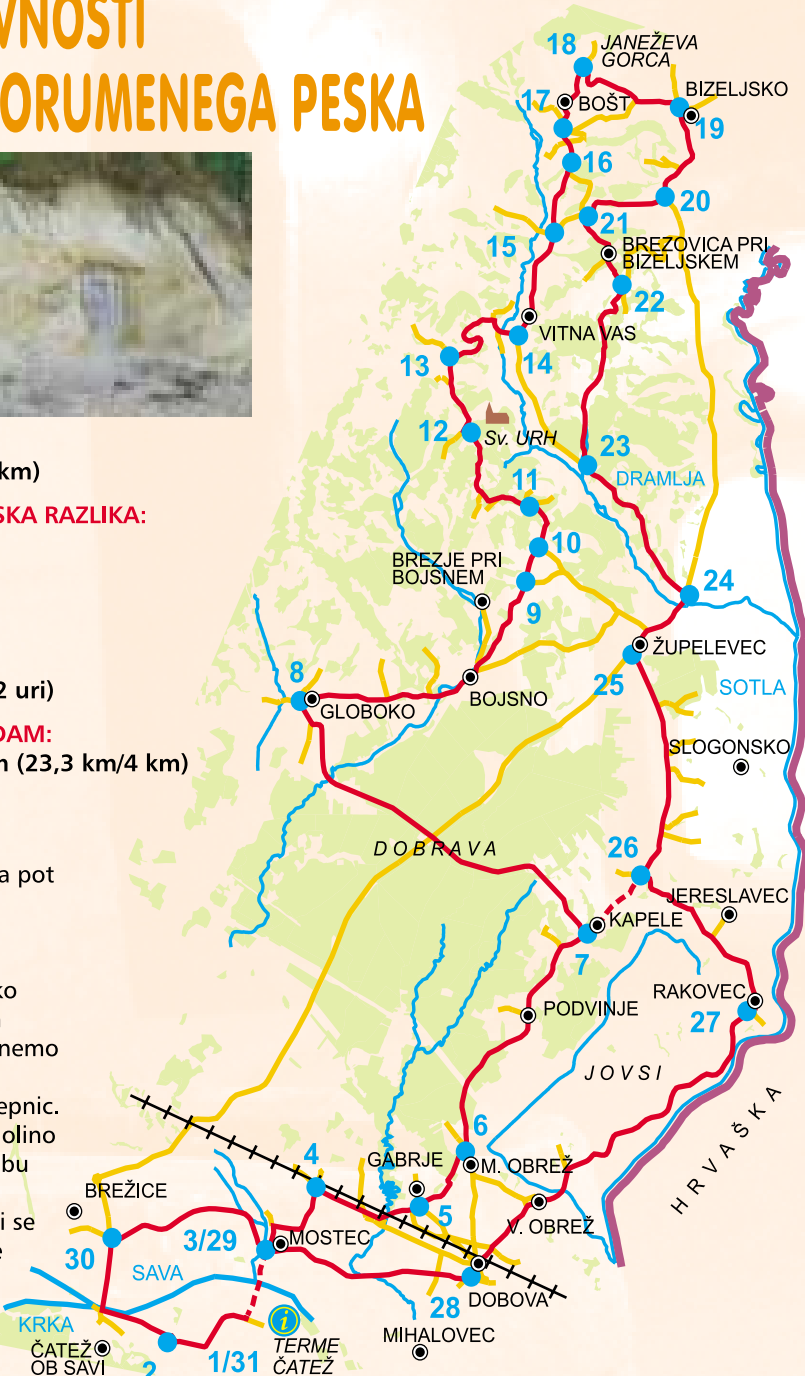 VNOSTI
ORUMENEGA PESKA
km)
SKA RAZLIKA:
2 uri)
DAM:
n (23,3 km/4 km)
a pot
ko
nemo
epnic.
olino
bu
i se
e
18
JANEŽEVA
GORCA
17
BOŠT
BIZELJSKO
19
16
20
21
15
BREZOVICA PRI
BIZELJSKEM
22
VITNA VAS
13
14
12
Sv. URH
23
DRAMLJA
11
10
BREZJE PRI
BOJSNEM
9
24
ŽUPELEVEC
25
8
GLOBOKO
BOJSNO
SOTLA
SLOGONSKO
DOBRAVA
26
JERESLAVEC
KAPELE
7
RAKOVEC
27
PODVINJE
JOVSI
HRVAŠKA
6
M. OBREŽ
4
GABRJE
5
V. OBREŽ
BREŽICE
30
3/29
MOSTEC
SAVA
28
DOBOVA
KRKA
MIHALOVEC
ČATEŽ
OB SAVI
2
1/31
i
TERME
ČATEŽ